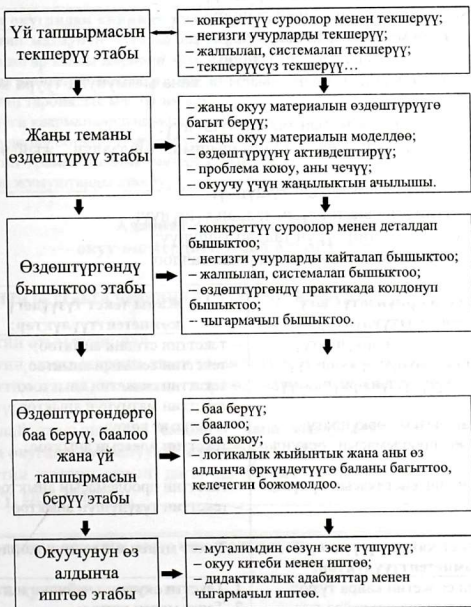 Үй тапшырмасын
текшерүү этабы
– конкреттүү суроолор менен текшерүү;
– негизги учурларды текшерүү;
– жалпылап, системалап текшерүү;
– текшерүүсүз текшерүү…
Жаңы теманы
өздөштүрүү этабы
– жаңы окуу материалын өздөштүрүүгө
багыт берүү;
– жаңы окуу материалын моделдөө;
– өздөштүрүүнү активдештирүү;
– проблема коюу, аны чечүү;
– окуучу үчүн жаңылыктын ачылышы.
Өздөштүргөндү
бышыктоо этабы
– конкреттүү суроолор менен деталдап
бышыктоо;
– негизги учурларды кайталап бышыктоо;
– жалпылап, системалап бышыктоо;
– өздөштүргөндү практикада колдонуп
бышыктоо;
– чыгармачыл бышыктоо.
Өздөштүргөндөргө
баа берүү, баалоо
жана үй
тапшырмасын
берүү этабы
– баа берүү;
– баалоо;
– баа коюу;
– логикалык жыйынтык жана аны өз
алдынча өркүндөтүүгө баланы багыттоо,
келечегин божомолдоо.
Окуучунун өз
алдынча
иштөө этабы
– мугалимдин сөзүн эске түшүрүү;
– окуу китеби менен иштөө;
– дидактикалык адабияттар менен
чыгармачыл иштөө.